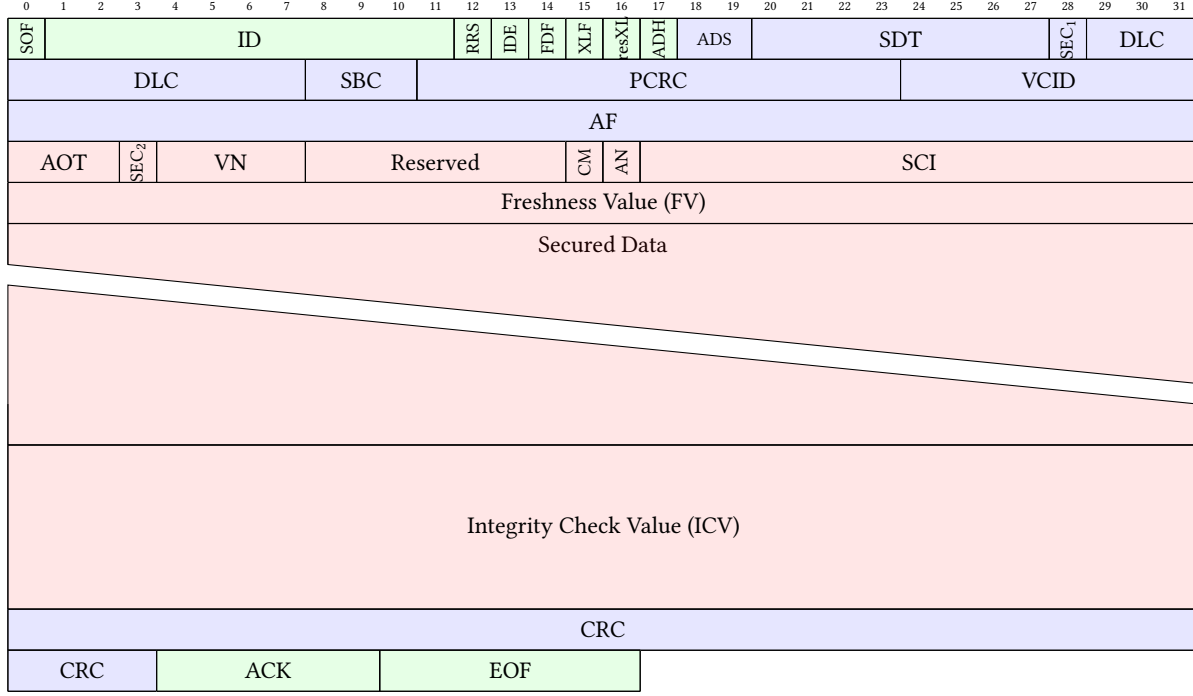 0 1 2 3 4 5 6 7 8 9 10 11 12 13 14 15 16 17 18 19 20 21 22 23 24 25 26 27 28 29 30 31
SOF ID RRS IDE FDF XLF resXL ADH ADS SDT SEC₁ DLC
DLC SBC PCRC VCID
AF
AOT SEC₂ VN Reserved CM AN SCI
Freshness Value (FV)
Secured Data
Integrity Check Value (ICV)
CRC
CRC ACK EOF